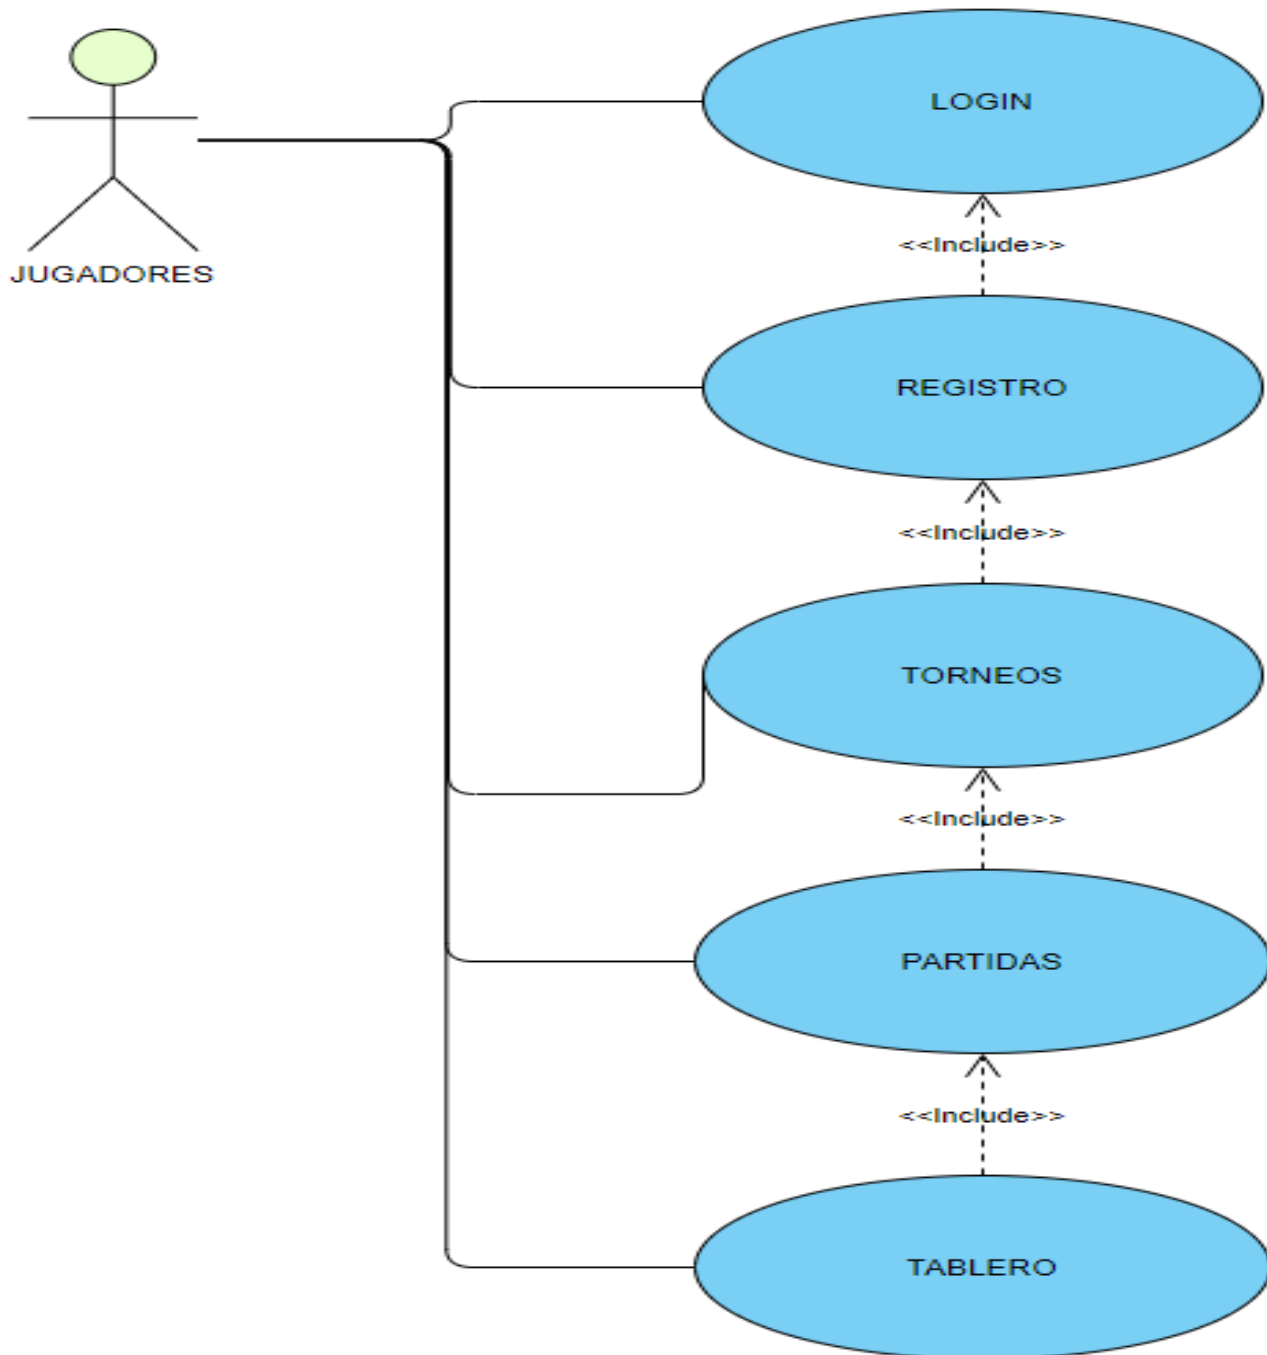 LOGIN
JUGADORES
<<Include>>
REGISTRO
<<Include>>
TORNEOS
<<Include>>
PARTIDAS
<<Include>>
TABLERO